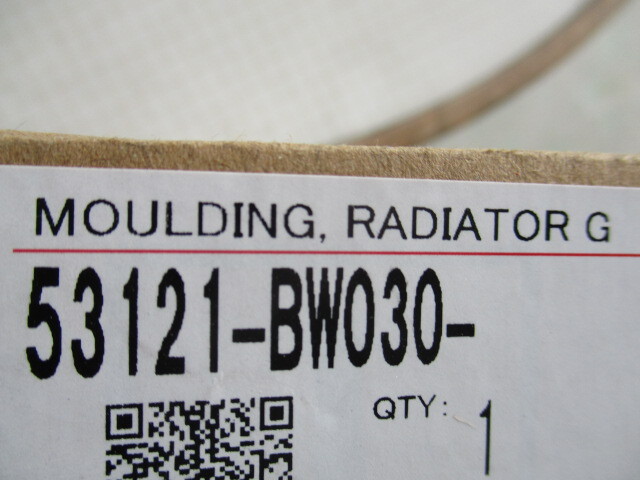 MOULDING, RADIATOR G
53121-BW030-
QTY: 1